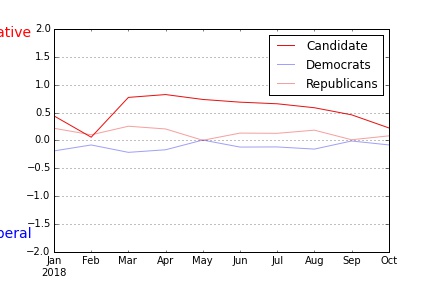 ative
2.0
1.5
1.0
0.5
0.0
−0.5
−1.0
−1.5
−2.0
beral
Candidate
Democrats
Republicans
Jan Feb Mar Apr May Jun Jul Aug Sep Oct
2018